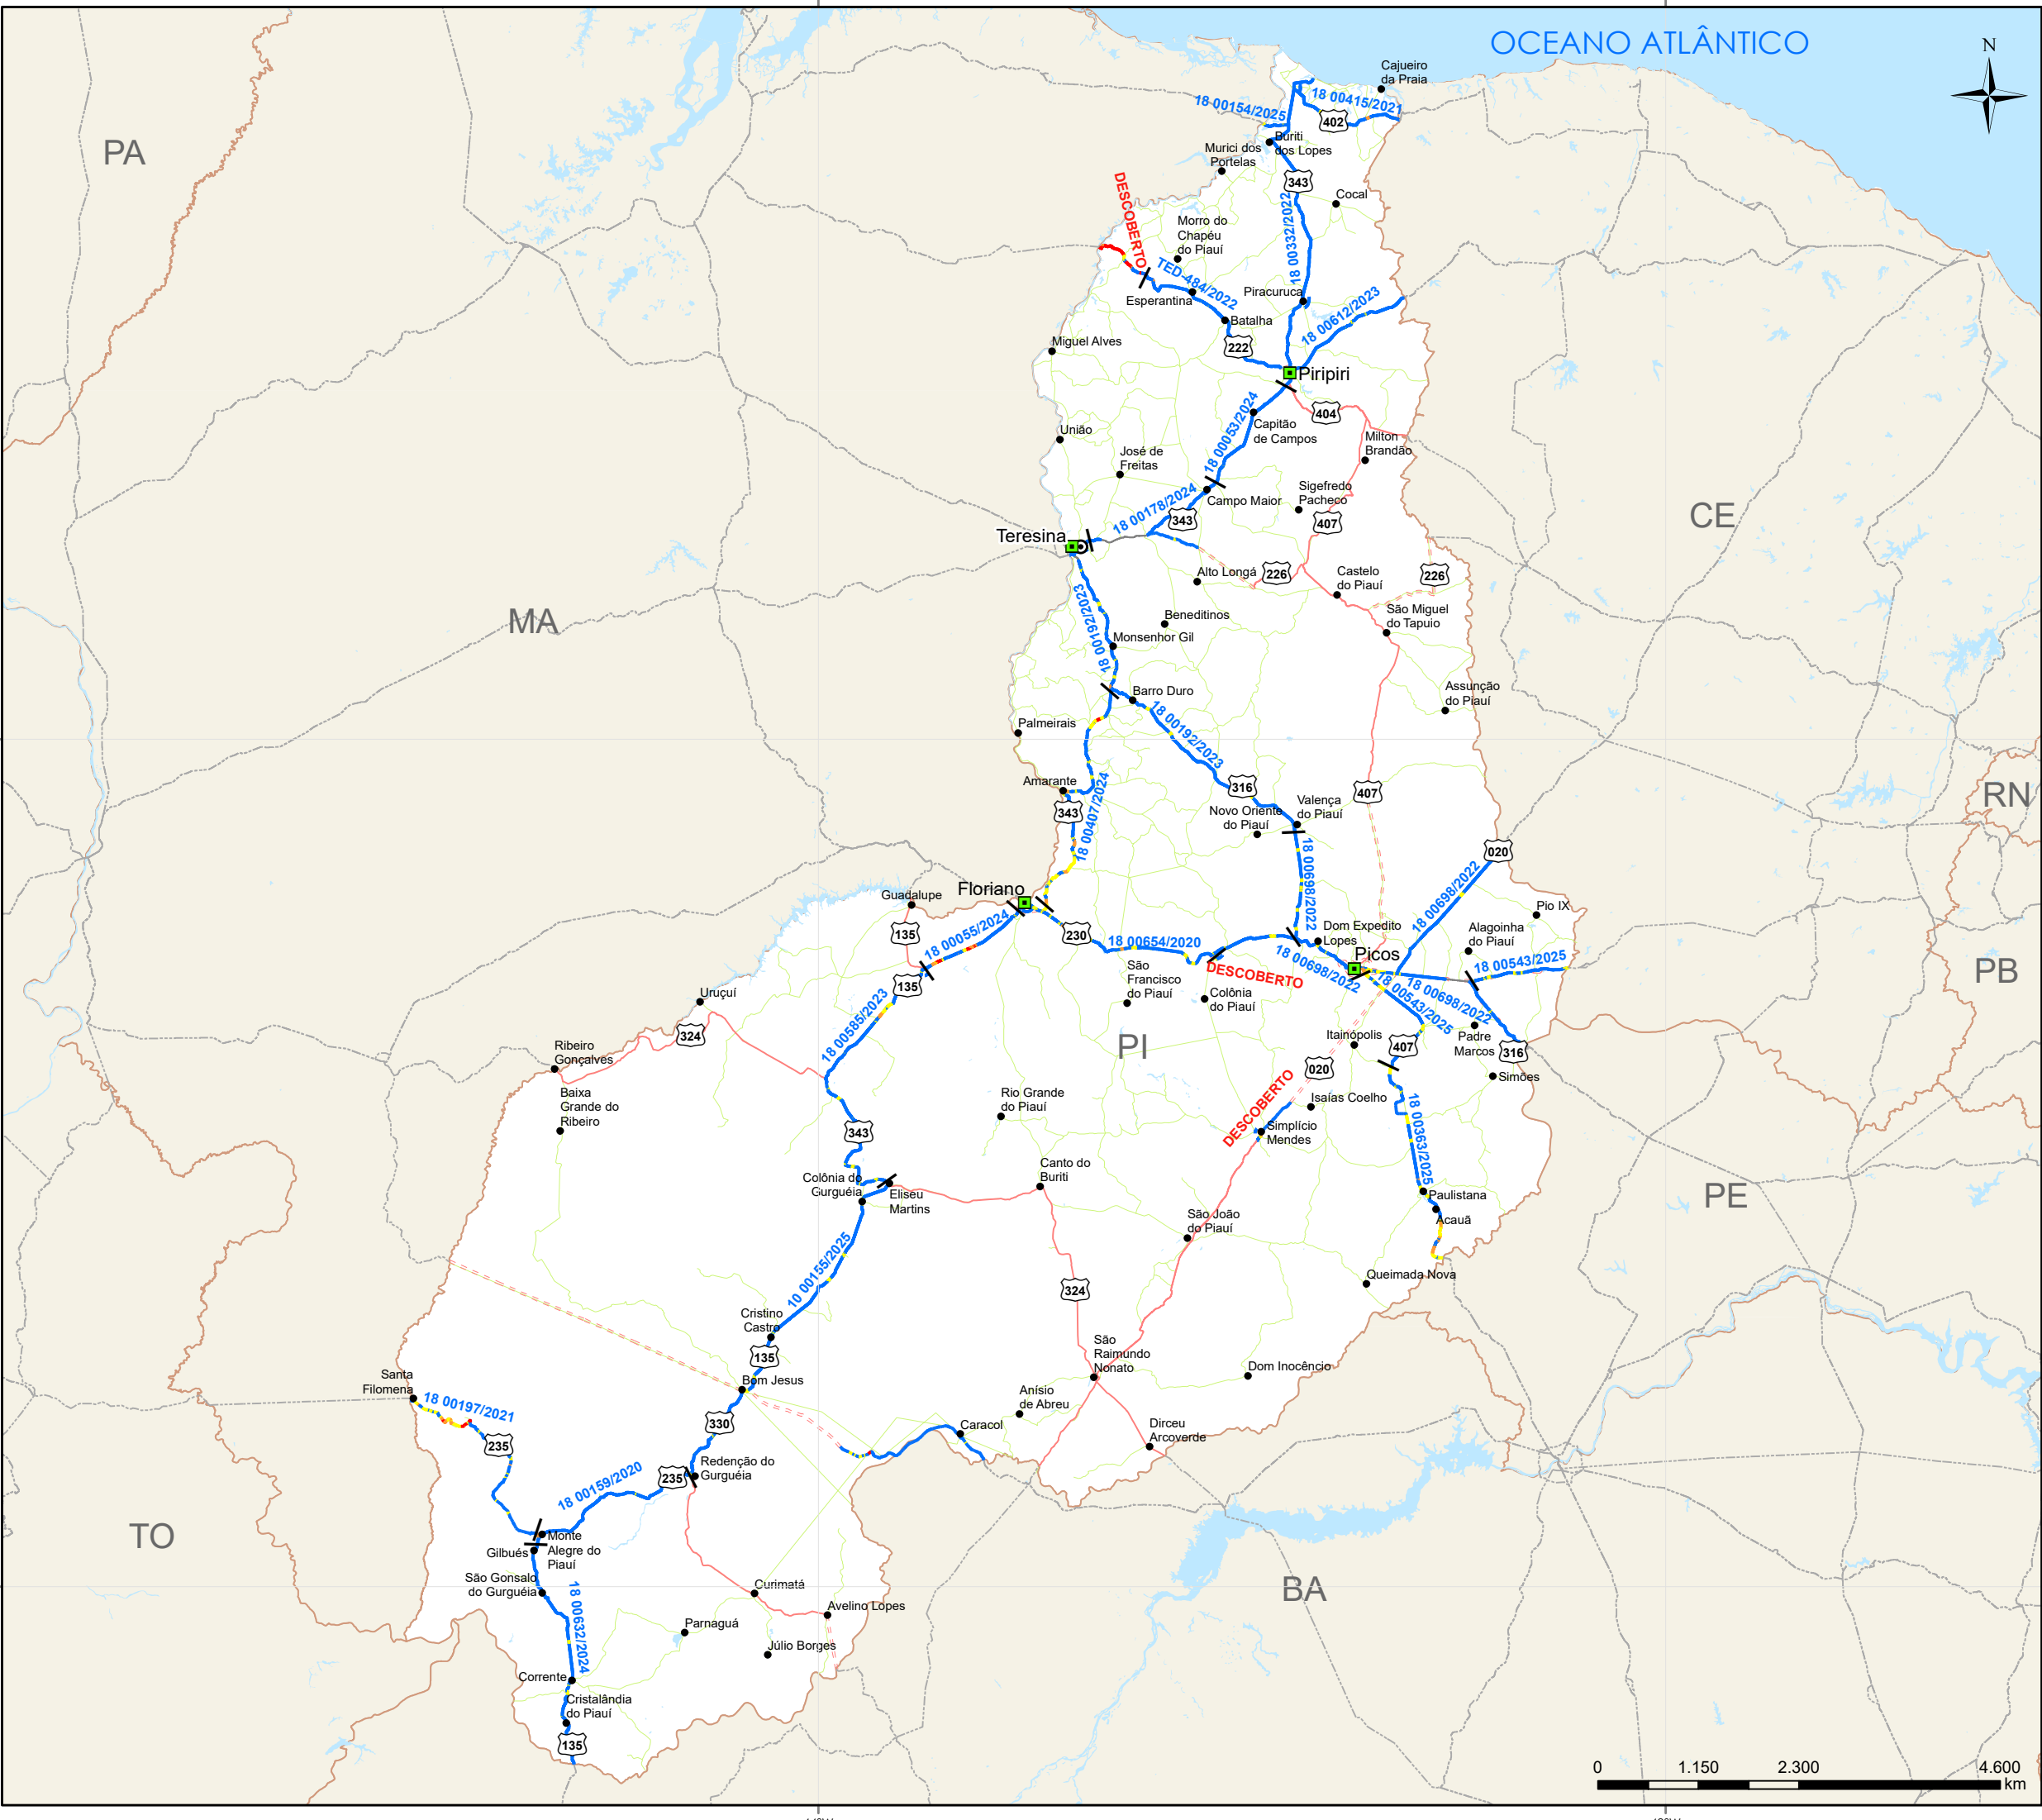 OCEANO ATLÂNTICO
N
Cajueiro
da Praia
18 00154/2025
18 00415/2021
402
PA
Buriti
dos Lopes
Murici dos
Portelas
343
DESCOBERTO
Cocal
Morro do
Chapéu
do Piauí
18 00332/2022
TED-484/2022
Esperantina
Piracuruca
18 00612/2023
Batalha
222
Miguel Alves
Piripiri
404
Capitão
de Campos
18 00053/2024
União
Milton
Brandão
José de
Freitas
Sigefredo
Pacheco
Campo Maior
18 00178/2024
343
407
CE
Teresina
Alto Longá
226
Castelo
do Piauí
226
MA
18 00192/2023
Beneditinos
São Miguel
do Tapuio
Monsenhor Gil
Barro Duro
Assunção
do Piauí
18 00192/2023
Palmeirais
Amarante
316
407
RN
343
18 00407/2024
Novo Oriente
do Piauí
Valença
do Piauí
020
18 00698/2022
18 00698/2022
Floriano
Guadalupe
Pio IX
135
18 00055/2024
230
18 00654/2020
Dom Expedito
Lopes
Alagoinha
do Piauí
Picos
18 00543/2025
DESCOBERTO
18 00698/2022
PB
135
São
Francisco
do Piauí
Colônia
do Piauí
18 00698/2022
18 00543/2025
Uruçuí
324
18 00585/2023
PI
Itainópolis
407
Padre
Marcos
316
Ribeiro
Gonçalves
020
Simões
Baixa
Grande do
Ribeiro
Rio Grande
do Piauí
DESCOBERTO
Isaías Coelho
Simplício
Mendes
18 00363/2025
343
Canto do
Buriti
Colônia do
Gurguéia
Eliseu
Martins
Paulistana
PE
Acauã
São João
do Piauí
10 00155/2025
Queimada Nova
324
Cristino
Castro
135
São
Raimundo
Nonato
Santa
Filomena
Bom Jesus
Dom Inocêncio
18 00197/2021
Anísio
de Abreu
330
Caracol
Dirceu
Arcoverde
235
Redenção do
Gurguéia
235
18 00159/2020
TO
Monte
Alegre do
Piauí
Gilbués
São Gonsalo
do Gurguéia
18 00632/2024
Curimatá
BA
Avelino Lopes
Parnaguá
Júlio Borges
Corrente
Cristalândia
do Piauí
135
0 1.150 2.300 4.600
km